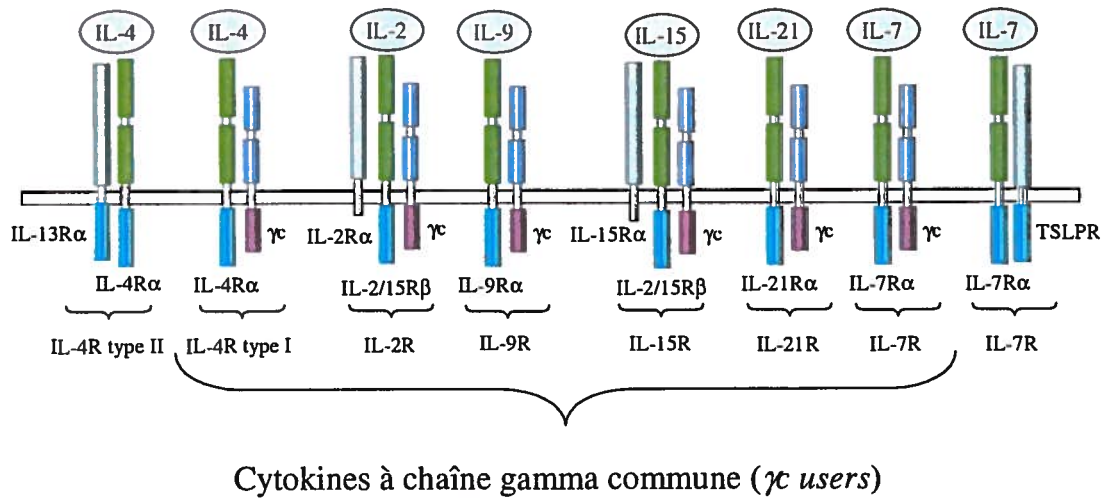 IL-4 IL-4 IL-2 IL-9 IL-15 IL-21 IL-7 IL-7
IL-13Rα γc IL-2Rα γc γc IL-15Rα γc γc γc TSLPR
IL-4Rα IL-4Rα IL-2/15Rβ IL-9Rα IL-2/15Rβ IL-21Rα IL-7Rα IL-7Rα
IL-4R type II IL-4R type I IL-2R IL-9R IL-15R IL-21R IL-7R IL-7R
Cytokines à chaîne gamma commune (γc users)